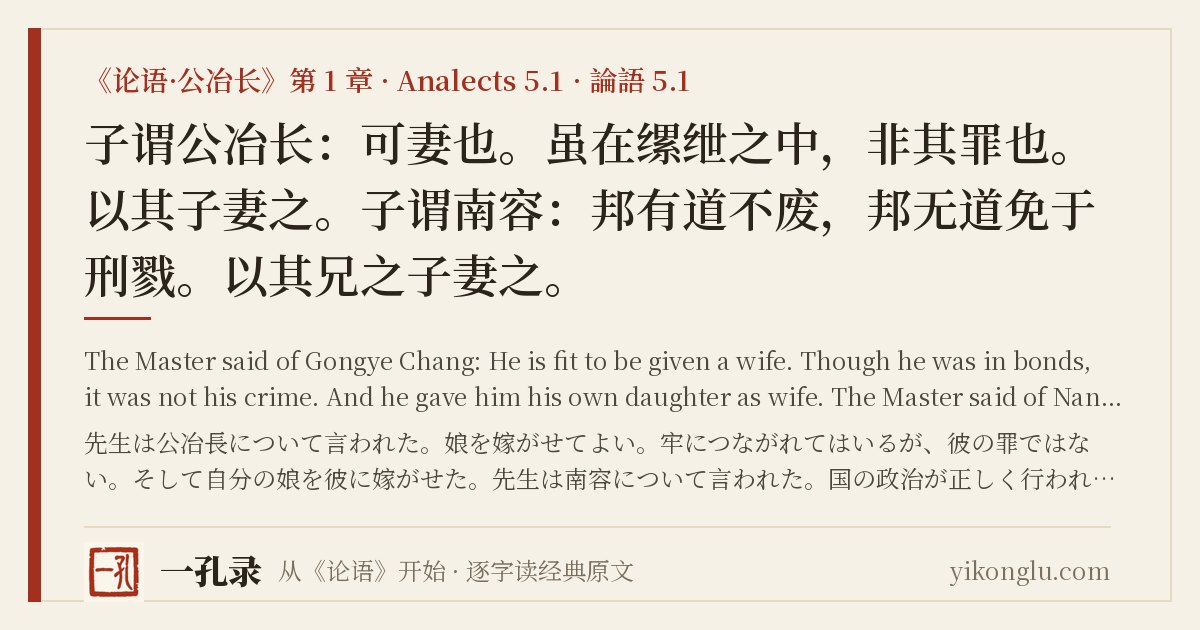 《论语·公冶长》第 1 章 · Analects 5.1 · 論語 5.1
子谓公冶长：可妻也。虽在缧绁之中，非其罪也。
以其子妻之。子谓南容：邦有道不废，邦无道免于
刑戮。以其兄之子妻之。
The Master said of Gongye Chang: He is fit to be given a wife. Though he was in bonds,
it was not his crime. And he gave him his own daughter as wife. The Master said of Nan...
先生は公冶長について言われた。娘を嫁がせてよい。牢につながれてはいるが、彼の罪ではな
い。そして自分の娘を彼に嫁がせた。先生は南容について言われた。国の政治が正しく行われ…
一孔
一孔录 从《论语》开始 · 逐字读经典原文 yikonglu.com